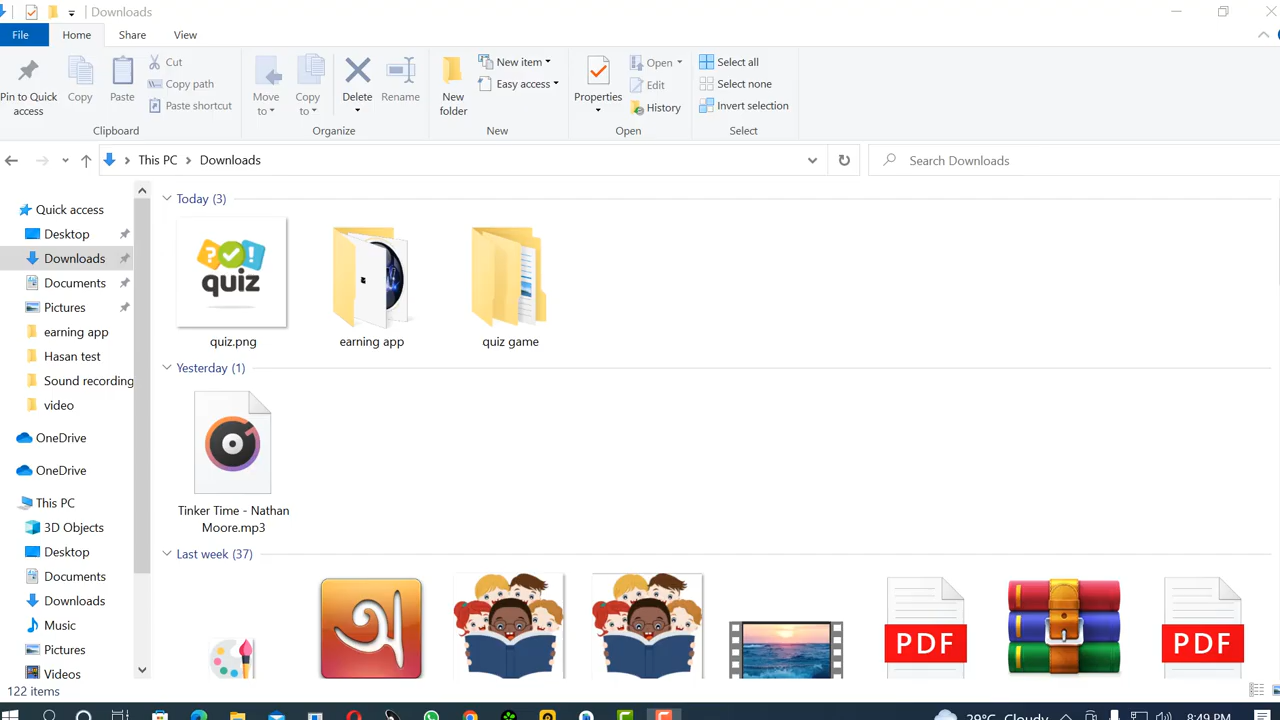 Downloads
File Home Share View
Pin to Quick access
Copy
Paste
Cut
Copy path
Paste shortcut
Clipboard
Move to
Copy to
Delete
Rename
Organize
New folder
New item
Easy access
New
Properties
Open
Edit
History
Open
Select all
Select none
Invert selection
Select
This PC > Downloads
Search Downloads
Quick access
Desktop
Downloads
Documents
Pictures
earning app
Hasan test
Sound recording
video
OneDrive
OneDrive
This PC
3D Objects
Desktop
Documents
Downloads
Music
Pictures
Videos
Today (3)
? !
quiz
quiz.png
earning app
quiz game
Yesterday (1)
Tinker Time - Nathan
Moore.mp3
Last week (37)
অ
PDF
PDF
122 items
29°C Cloudy
8:49 PM